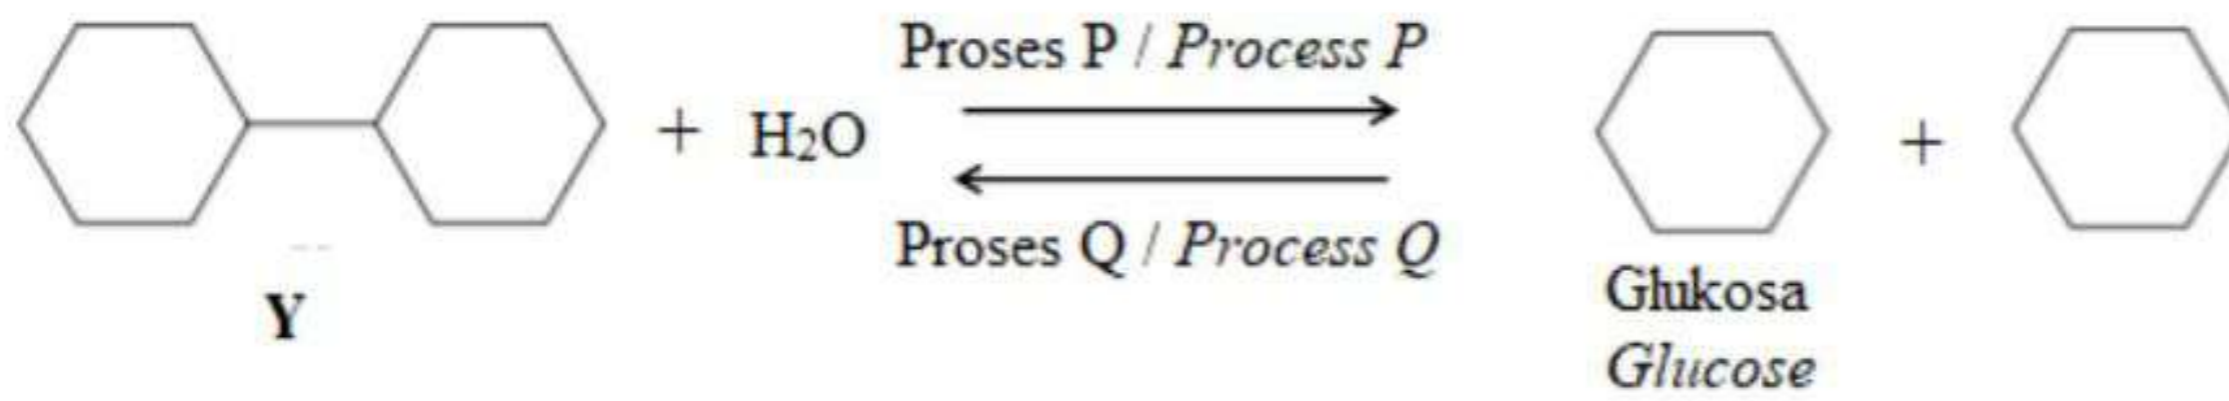 Proses P / Process P
+ H₂O
+
Proses Q / Process Q
Y
Glukosa
Glucose